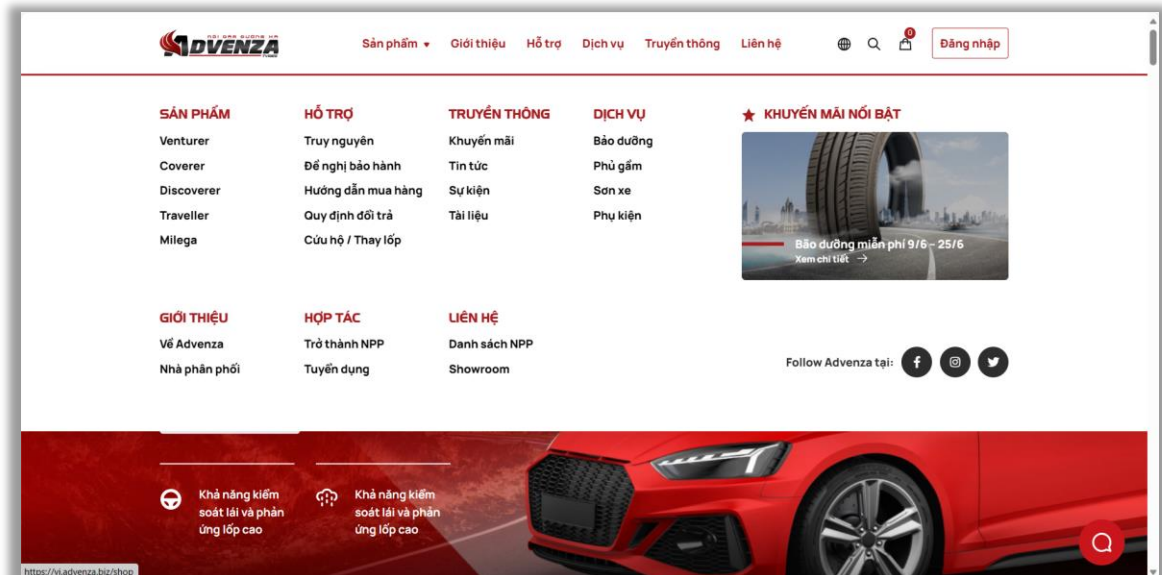 NỐI DÀI ĐƯỜNG XA
ADVENZA
TYRES
Sản phẩm Giới thiệu Hỗ trợ Dịch vụ Truyền thông Liên hệ 0 Đăng nhập
SẢN PHẨM
Venturer
Coverer
Discoverer
Traveller
Milega
HỖ TRỢ
Truy nguyên
Đề nghị bảo hành
Hướng dẫn mua hàng
Quy định đổi trả
Cứu hộ / Thay lốp
TRUYỀN THÔNG
Khuyến mãi
Tin tức
Sự kiện
Tài liệu
DỊCH VỤ
Bảo dưỡng
Phủ gầm
Sơn xe
Phụ kiện
KHUYẾN MÃI NỔI BẬT
Bảo dưỡng miễn phí 9/6 – 25/6
Xem chi tiết →
GIỚI THIỆU
Về Advenza
Nhà phân phối
HỢP TÁC
Trở thành NPP
Tuyển dụng
LIÊN HỆ
Danh sách NPP
Showroom
Follow Advenza tại:
Khả năng kiểm
soát lái và phản
ứng lốp cao
Khả năng kiểm
soát lái và phản
ứng lốp cao
https://vi.advenza.biz/shop